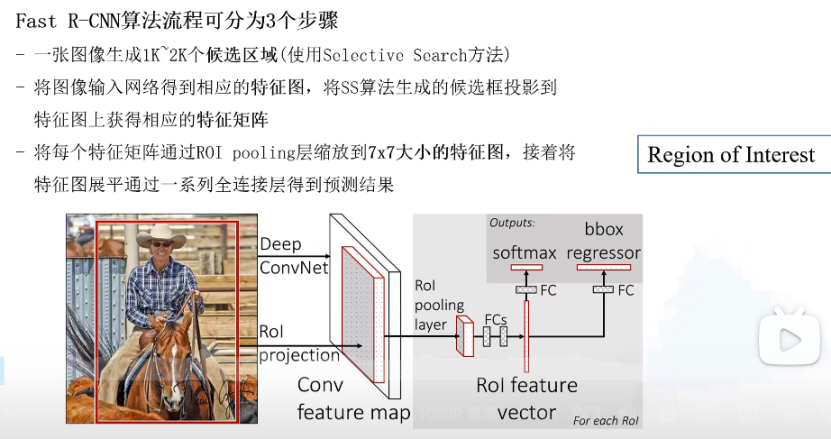 Fast R-CNN算法流程可分为3个步骤
- 一张图像生成1K~2K个候选区域(使用Selective Search方法)
- 将图像输入网络得到相应的特征图，将SS算法生成的候选框投影到
特征图上获得相应的特征矩阵
- 将每个特征矩阵通过ROI pooling层缩放到7x7大小的特征图，接着将
特征图展平通过一系列全连接层得到预测结果
Region of Interest
Outputs:
bbox
softmax regressor
Deep
ConvNet
FC
FC
RoI
pooling
layer
FCs
RoI
projection
Conv
feature map
RoI feature
vector
For each RoI